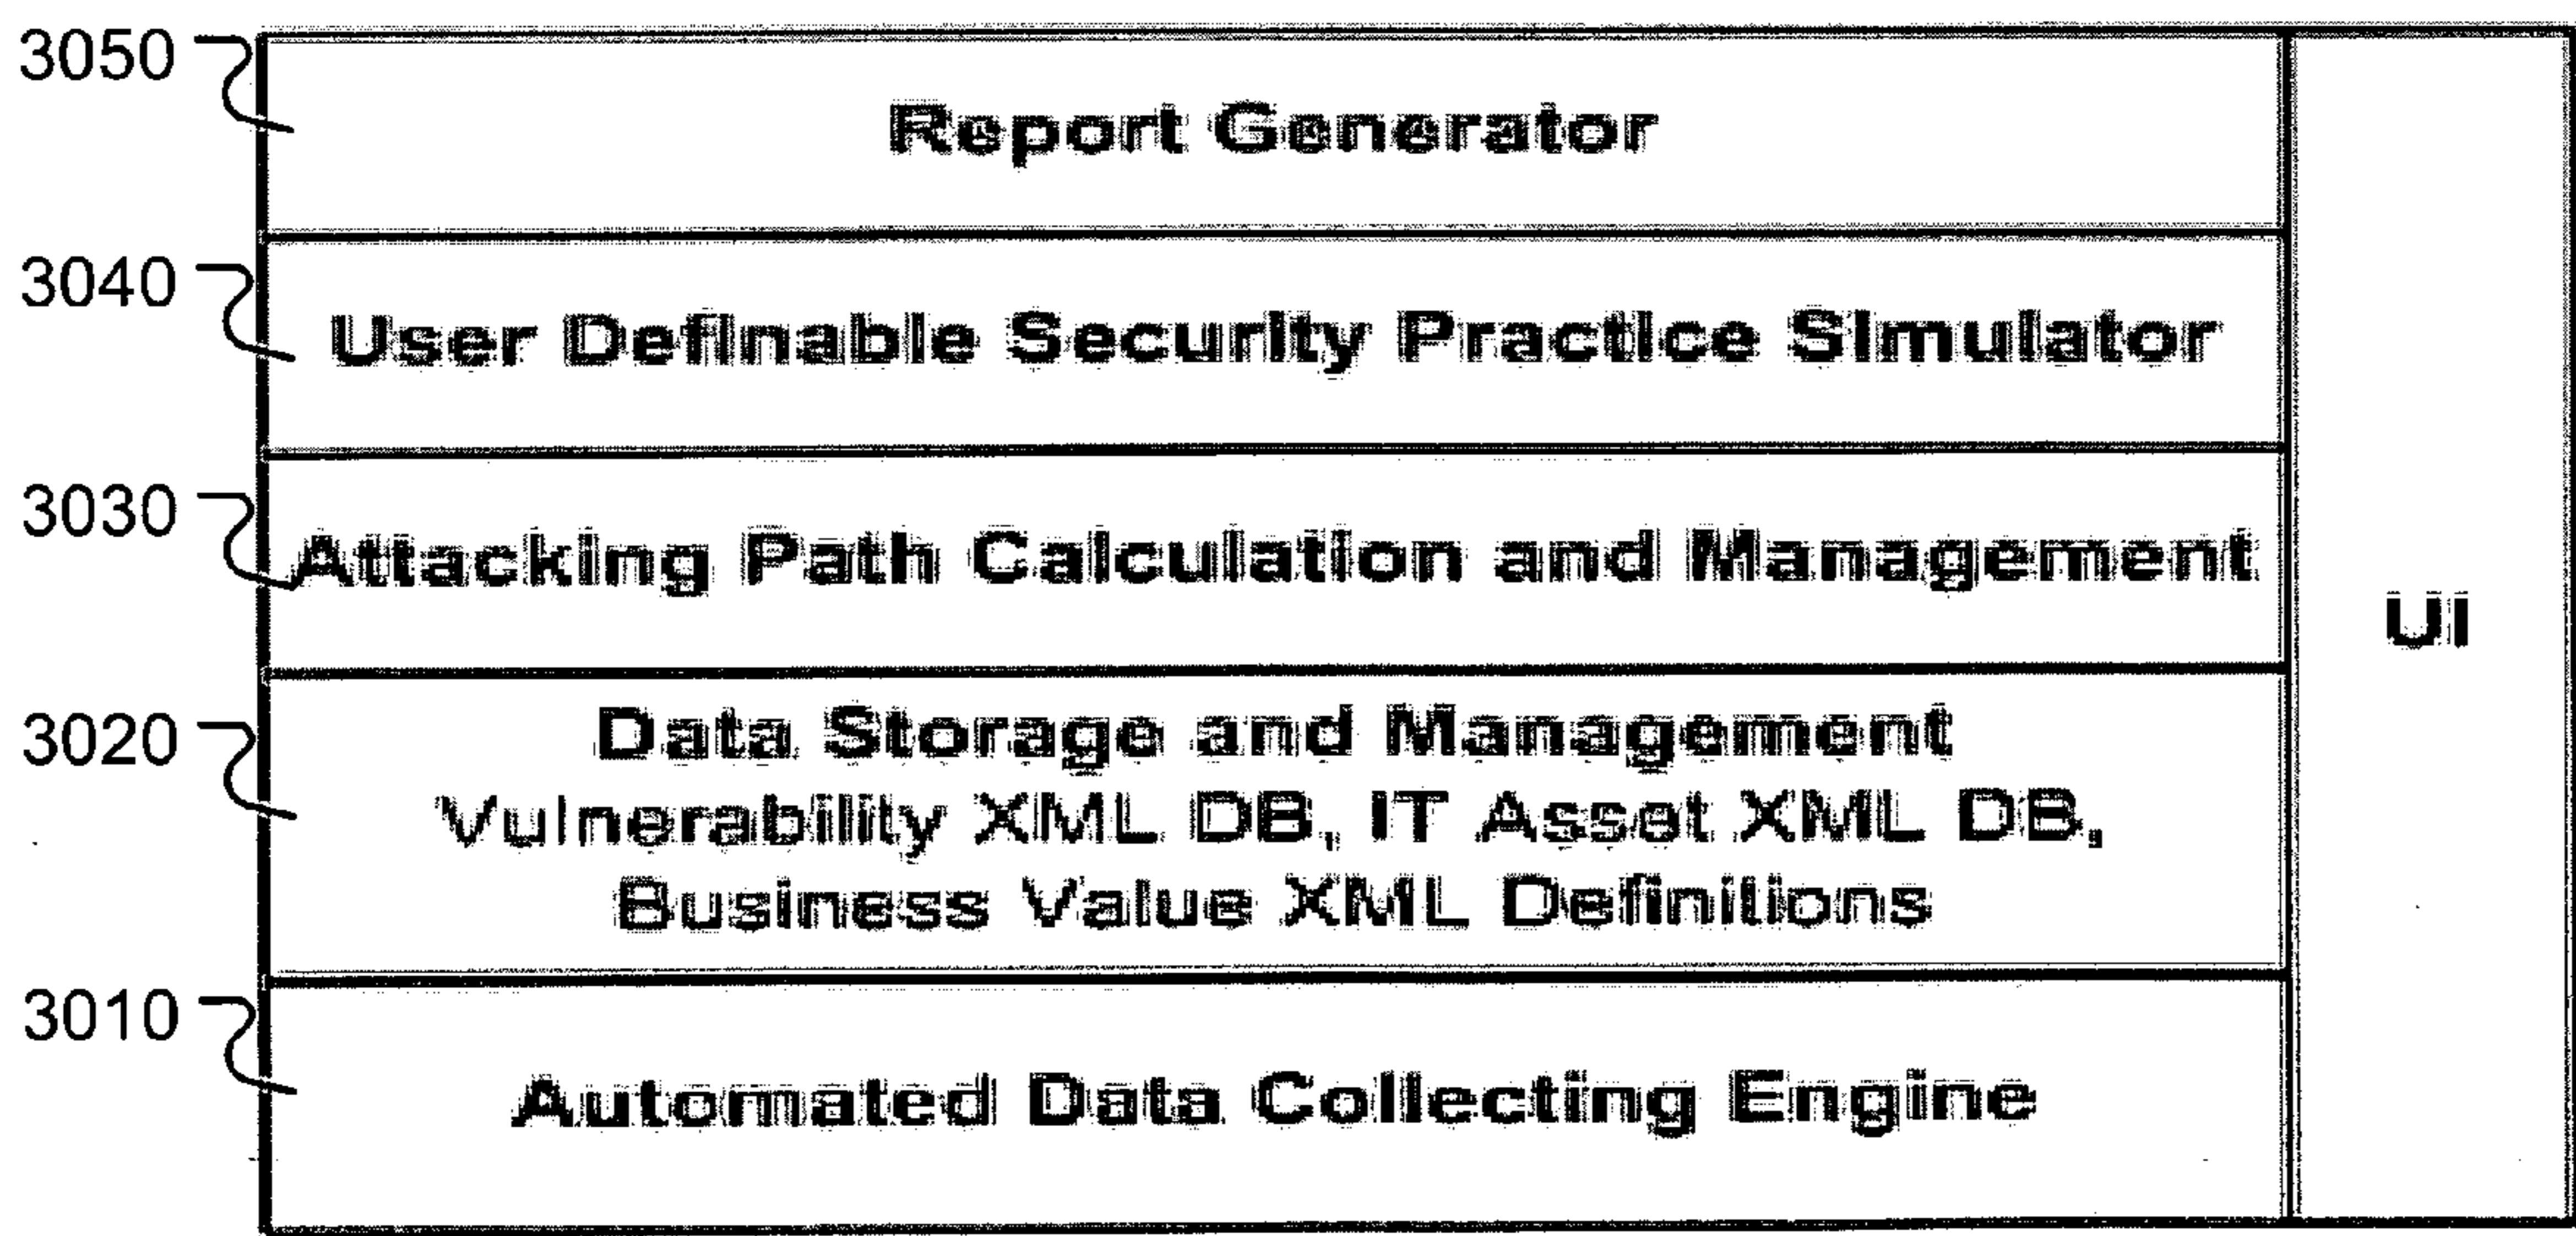 3050
Report Generator
3040
User Definable Security Practice Simulator
3030
Attacking Path Calculation and Management
UI
3020
Data Storage and Management
Vulnerability XML DB, IT Asset XML DB,
Business Value XML Definitions
3010
Automated Data Collecting Engine